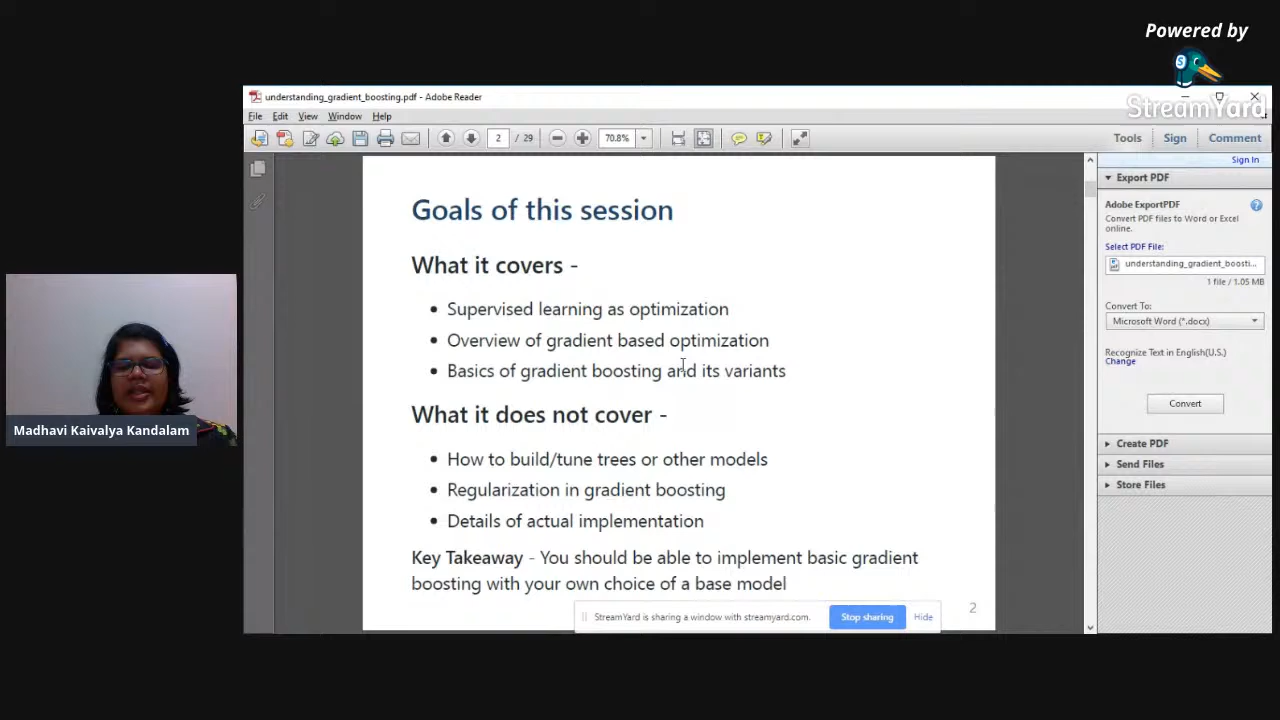 Powered by
StreamYard
understanding_gradient_boosting.pdf - Adobe Reader
File Edit View Window Help
2 / 29 70.8% Tools Sign Comment
Sign In
Export PDF
Adobe ExportPDF
Convert PDF files to Word or Excel
online.
Select PDF File:
understanding_gradient_boosti...
1 file / 1.05 MB
Convert To:
Microsoft Word (*.docx)
Recognize Text in English(U.S.)
Change
Convert
Create PDF
Send Files
Store Files
Goals of this session
What it covers -
• Supervised learning as optimization
• Overview of gradient based optimization
• Basics of gradient boosting and its variants
What it does not cover -
• How to build/tune trees or other models
• Regularization in gradient boosting
• Details of actual implementation
Key Takeaway - You should be able to implement basic gradient
boosting with your own choice of a base model
2
StreamYard is sharing a window with streamyard.com. Stop sharing Hide
Madhavi Kaivalya Kandalam